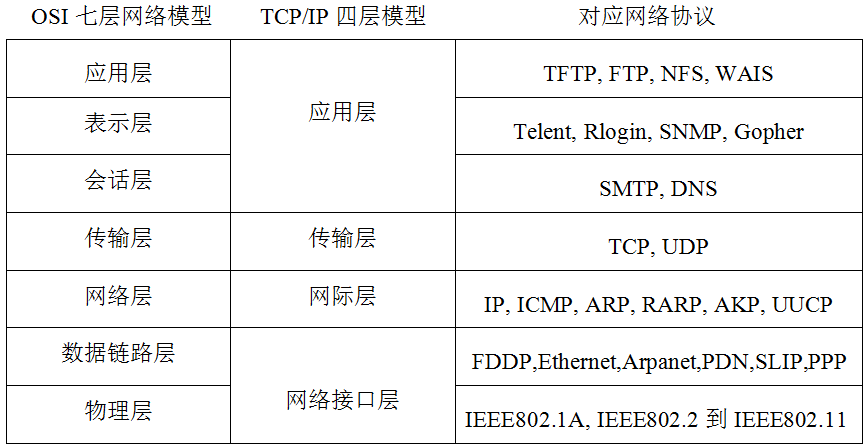 OSI 七层网络模型 TCP/IP 四层模型 对应网络协议
应用层 应用层 TFTP, FTP, NFS, WAIS
表示层 Telent, Rlogin, SNMP, Gopher
会话层 SMTP, DNS
传输层 传输层 TCP, UDP
网络层 网际层 IP, ICMP, ARP, RARP, AKP, UUCP
数据链路层 网络接口层 FDDP,Ethernet,Arpanet,PDN,SLIP,PPP
物理层 IEEE802.1A, IEEE802.2 到 IEEE802.11